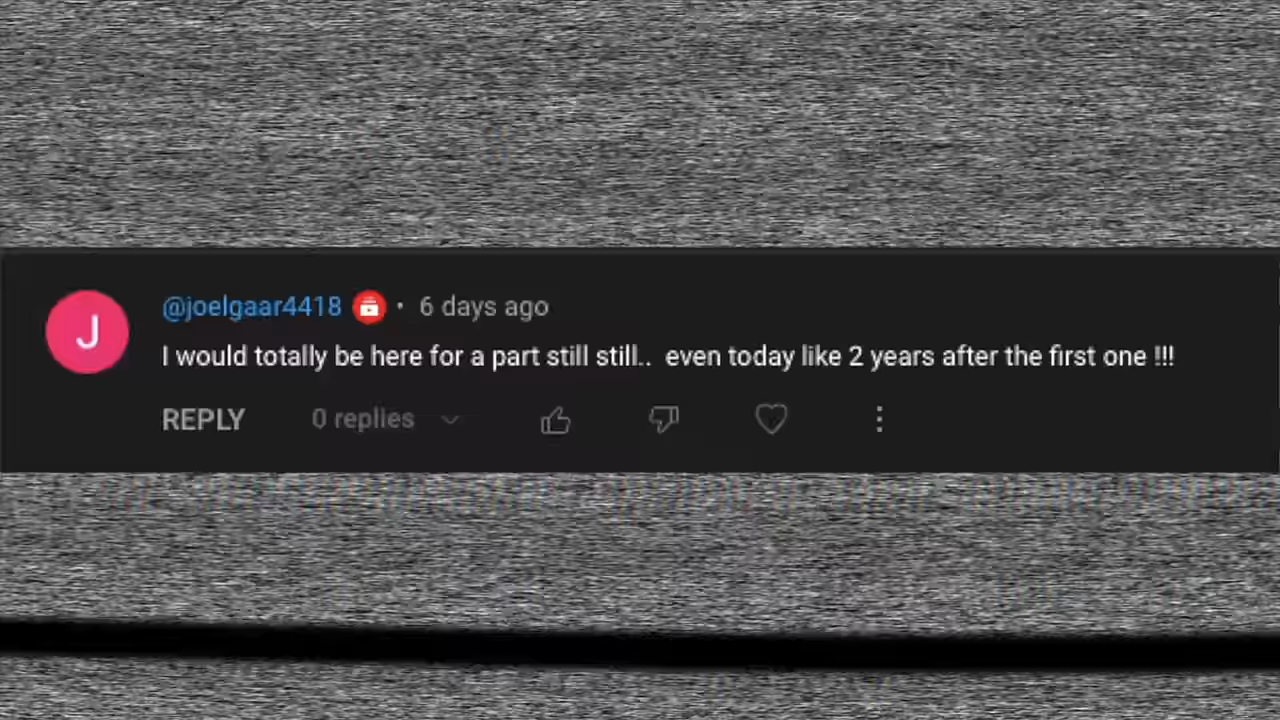 J
@joelgaar4418 • 6 days ago
I would totally be here for a part still still..  even today like 2 years after the first one !!!
REPLY 0 replies